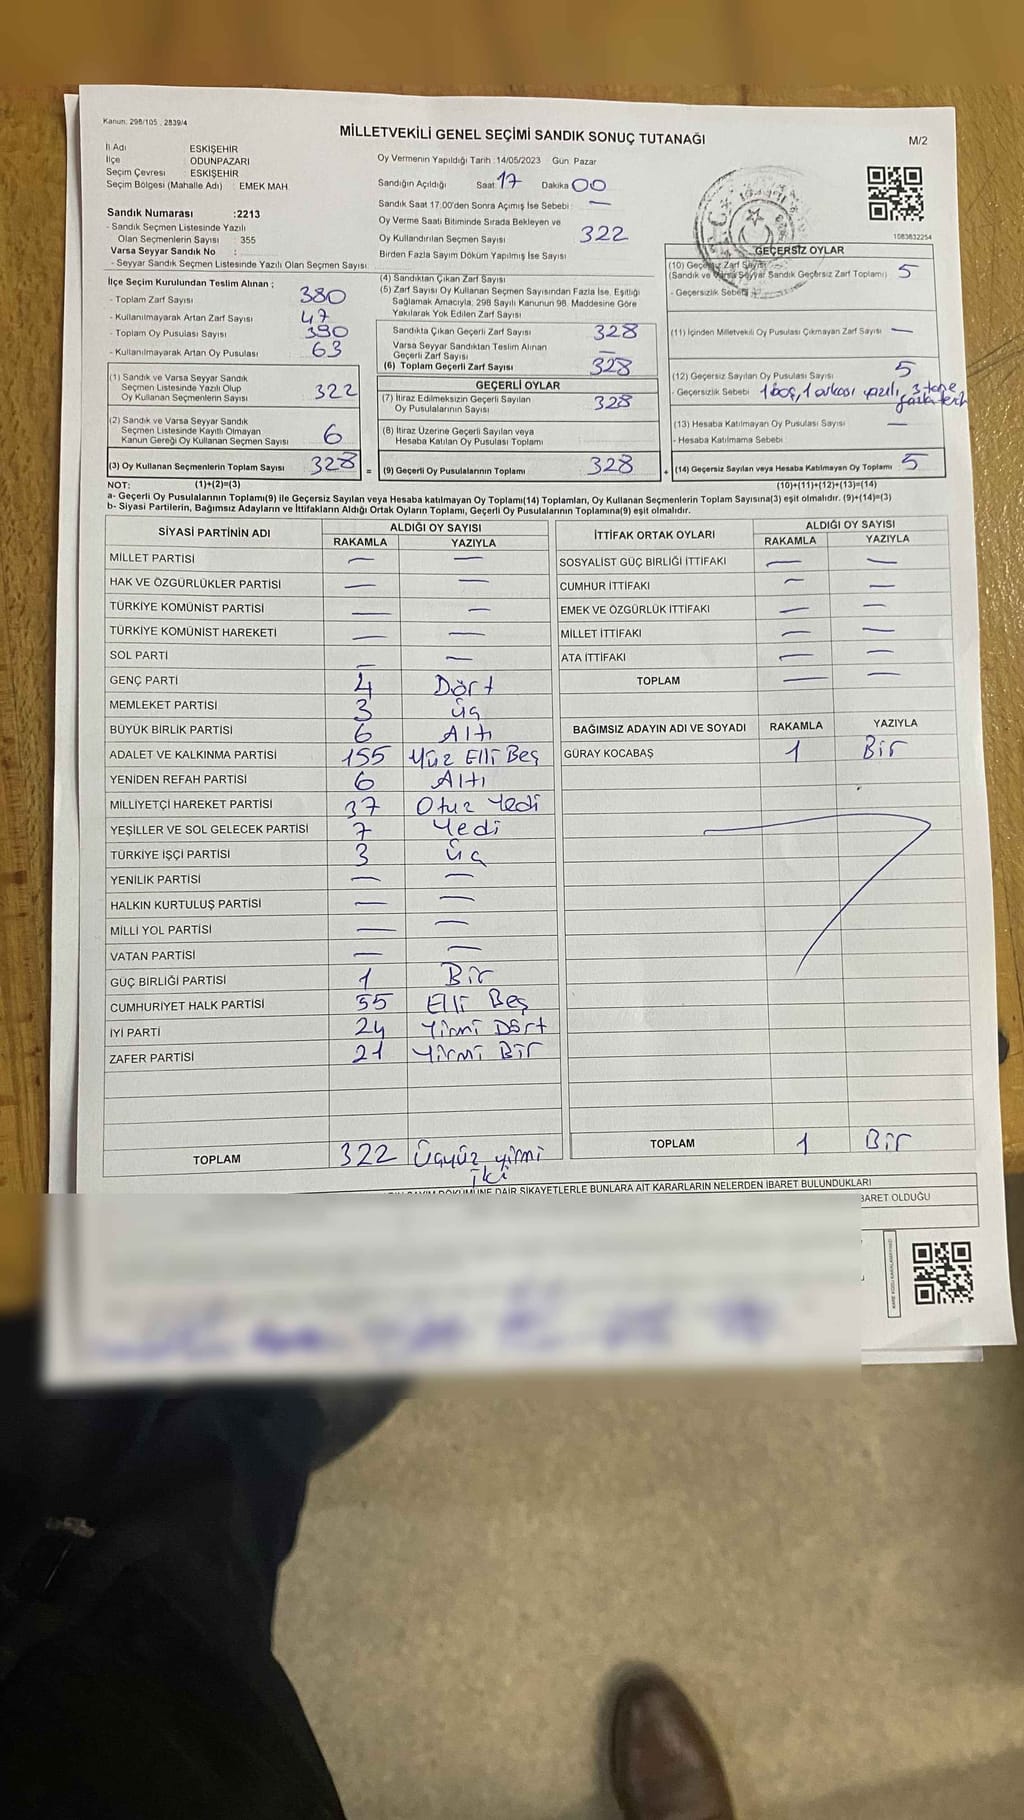 Kanun: 298/105 , 2839/4
MİLLETVEKİLİ GENEL SEÇİMİ SANDIK SONUÇ TUTANAĞI
M/2
İl Adı ESKİŞEHİR
İlçe ODUNPAZARI
Seçim Çevresi : ESKİŞEHİR
Seçim Bölgesi (Mahalle Adı) : EMEK MAH.
Sandık Numarası :2213
- Sandık Seçmen Listesinde Yazılı
Olan Seçmenlerin Sayısı : 355
Varsa Seyyar Sandık No :
- Seyyar Sandık Seçmen Listesinde Yazılı Olan Seçmen Sayısı:
Oy Vermenin Yapıldığı Tarih :14/05/2023 Gün: Pazar
Sandığın Açıldığı Saat 17 Dakika 00
Sandık Saat 17.00'den Sonra Açımış İse Sebebi : —
Oy Verme Saati Bitiminde Sırada Bekleyen ve
Oy Kullandırılan Seçmen Sayısı 322
Birden Fazla Sayım Döküm Yapılmış İse Sayısı
1083832254
İlçe Seçim Kurulundan Teslim Alınan ;
- Toplam Zarf Sayısı 380
- Kullanılmayarak Artan Zarf Sayısı 47
- Toplam Oy Pusulası Sayısı 390
- Kullanılmayarak Artan Oy Pusulası 63
(1) Sandık ve Varsa Seyyar Sandık
Seçmen Listesinde Yazılı Olup
Oy Kullanan Seçmenlerin Sayısı 322
(2) Sandık ve Varsa Seyyar Sandık
Seçmen Listesinde Kayıtlı Olmayan
Kanun Gereği Oy Kullanan Seçmen Sayısı 6
(3) Oy Kullanan Seçmenlerin Toplam Sayısı 328 =
(4) Sandıktan Çıkan Zarf Sayısı
(5) Zarf Sayısı Oy Kullanan Seçmen Sayısından Fazla İse, Eşitliği
Sağlamak Amacıyla, 298 Sayılı Kanunun 98. Maddesine Göre
Yakılarak Yok Edilen Zarf Sayısı
Sandıkta Çıkan Geçerli Zarf Sayısı 328
Varsa Seyyar Sandıktan Teslim Alınan
Geçerli Zarf Sayısı —
(6) Toplam Geçerli Zarf Sayısı 328
GEÇERLİ OYLAR
(7) İtiraz Edilmeksizin Geçerli Sayılan
Oy Pusulalarının Sayısı 328
(8) İtiraz Üzerine Geçerli Sayılan veya
Hesaba Katılan Oy Pusulası Toplamı
(9) Geçerli Oy Pusulalarının Toplamı 328 +
GEÇERSİZ OYLAR
(10) Geçersiz Zarf Sayısı
(Sandık ve Varsa Seyyar Sandık Geçersiz Zarf Toplamı) 5
- Geçersizlik Sebebi
(11) İçinden Milletvekili Oy Pusulası Çıkmayan Zarf Sayısı —
(12) Geçersiz Sayılan Oy Pusulası Sayısı 5
- Geçersizlik Sebebi 1 boş, 1 arkası yazılı, 3 tane
fazla terch
(13) Hesaba Katılmayan Oy Pusulası Sayısı —
- Hesaba Katılmama Sebebi
(14) Geçersiz Sayılan veya Hesaba Katılmayan Oy Toplamı 5
NOT: (1)+(2)=(3) (10)+(11)+(12)+(13)=(14)
a- Geçerli Oy Pusulalarının Toplamı(9) ile Geçersiz Sayılan veya Hesaba katılmayan Oy Toplamı(14) Toplamları, Oy Kullanan Seçmenlerin Toplam Sayısına(3) eşit olmalıdır. (9)+(14)=(3)
b- Siyasi Partilerin, Bağımsız Adayların ve İttifakların Aldığı Ortak Oyların Toplamı, Geçerli Oy Pusulalarının Toplamına(9) eşit olmalıdır.
SİYASİ PARTİNİN ADI ALDIĞI OY SAYISI
RAKAMLA YAZIYLA
MİLLET PARTİSİ — —
HAK VE ÖZGÜRLÜKLER PARTİSİ — —
TÜRKİYE KOMÜNİST PARTİSİ — —
TÜRKİYE KOMÜNİST HAREKETİ — —
SOL PARTİ — —
GENÇ PARTİ 4 Dört
MEMLEKET PARTİSİ 3 üç
BÜYÜK BİRLİK PARTİSİ 6 Altı
ADALET VE KALKINMA PARTİSİ 155 Yüz Elli Beş
YENİDEN REFAH PARTİSİ 6 Altı
MİLLİYETÇİ HAREKET PARTİSİ 37 Otuz Yedi
YEŞİLLER VE SOL GELECEK PARTİSİ 7 Yedi
TÜRKİYE İŞÇİ PARTİSİ 3 üç
YENİLİK PARTİSİ — —
HALKIN KURTULUŞ PARTİSİ — —
MİLLİ YOL PARTİSİ — —
VATAN PARTİSİ — —
GÜÇ BİRLİĞİ PARTİSİ 1 Bir
CUMHURİYET HALK PARTİSİ 55 Elli Beş
İYİ PARTİ 24 Yirmi Dört
ZAFER PARTİSİ 21 Yirmi Bir
TOPLAM 322 Üçyüz yirmi
iki
İTTİFAK ORTAK OYLARI ALDIĞI OY SAYISI
RAKAMLA YAZIYLA
SOSYALİST GÜÇ BİRLİĞİ İTTİFAKI — —
CUMHUR İTTİFAKI — —
EMEK VE ÖZGÜRLÜK İTTİFAKI — —
MİLLET İTTİFAKI — —
ATA İTTİFAKI — —
TOPLAM — —
BAĞIMSIZ ADAYIN ADI VE SOYADI RAKAMLA YAZIYLA
GÜRAY KOCABAŞ 1 Bir
TOPLAM 1 Bir
DÖKÜMÜNE DAİR ŞİKAYETLERLE BUNLARA AİT KARARLARIN NELERDEN İBARET BULUNDUKLARI
BARET OLDUĞU